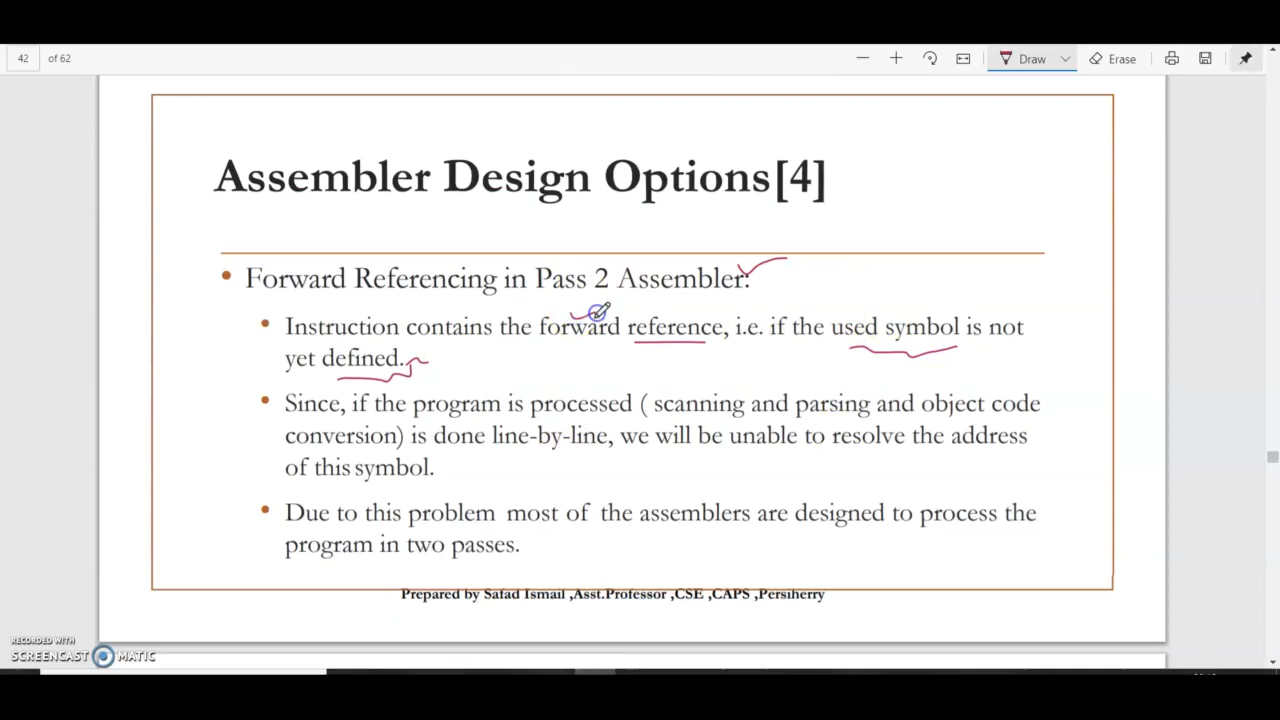 42 of 62
Draw
Erase
Assembler Design Options[4]
• Forward Referencing in Pass 2 Assembler:
• Instruction contains the forward reference, i.e. if the used symbol is not
yet defined.
• Since, if the program is processed ( scanning and parsing and object code
conversion) is done line-by-line, we will be unable to resolve the address
of this symbol.
• Due to this problem most of the assemblers are designed to process the
program in two passes.
Prepared by Safad Ismail ,Asst.Professor ,CSE ,CAPS ,Persiherry
RECORDED WITH
SCREENCAST MATIC